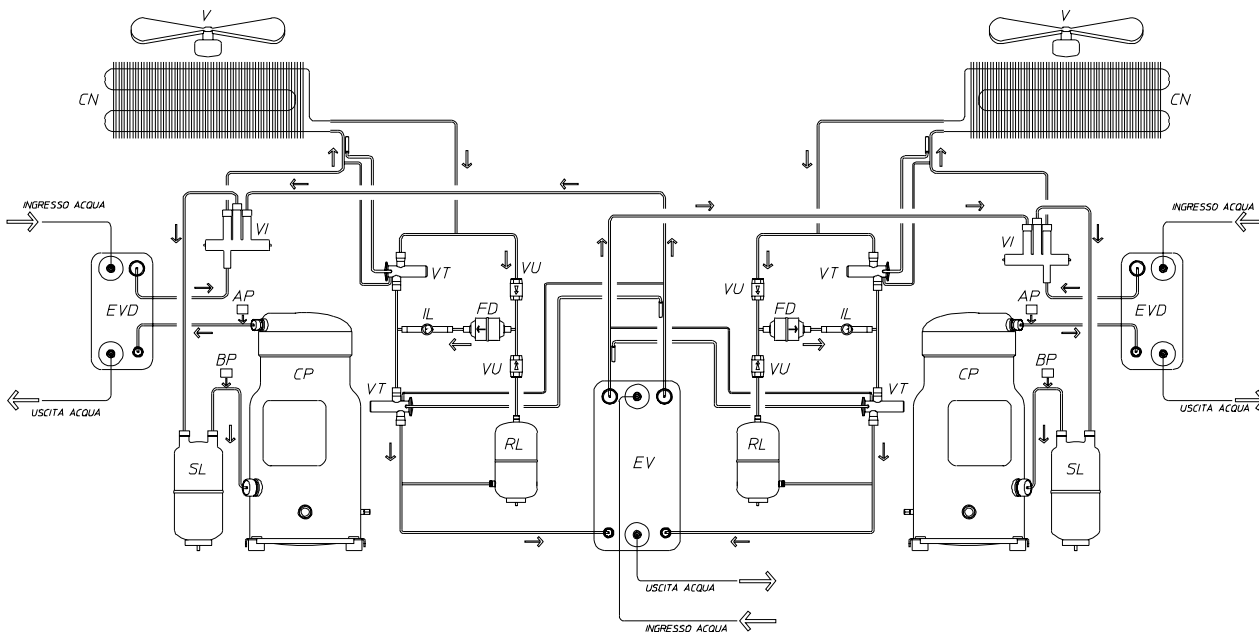 V
V
CN
CN
INGRESSO ACQUA
INGRESSO ACQUA
VI
VI
VT
VT
VU
VU
EVD
EVD
AP
AP
IL
FD
FD
IL
BP
BP
CP
CP
VT
VU
VU
VT
USCITA ACQUA
USCITA ACQUA
RL
RL
SL
SL
EV
USCITA ACQUA
INGRESSO ACQUA